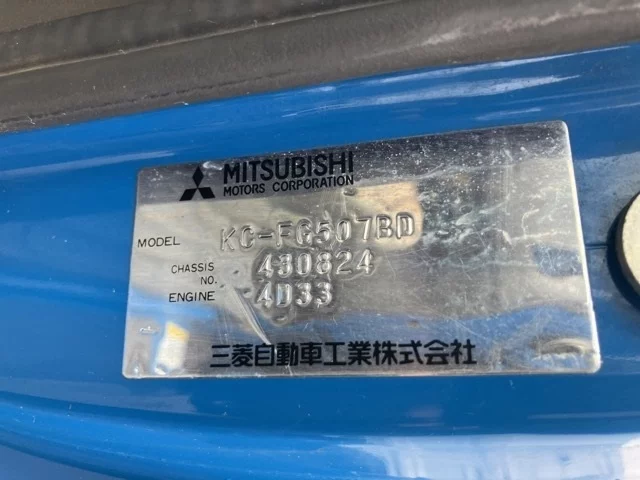 MITSUBISHI
MOTORS CORPORATION
MODEL KC-FG507BD
CHASSIS NO. 430824
ENGINE 4D33
三菱自動車工業株式会社